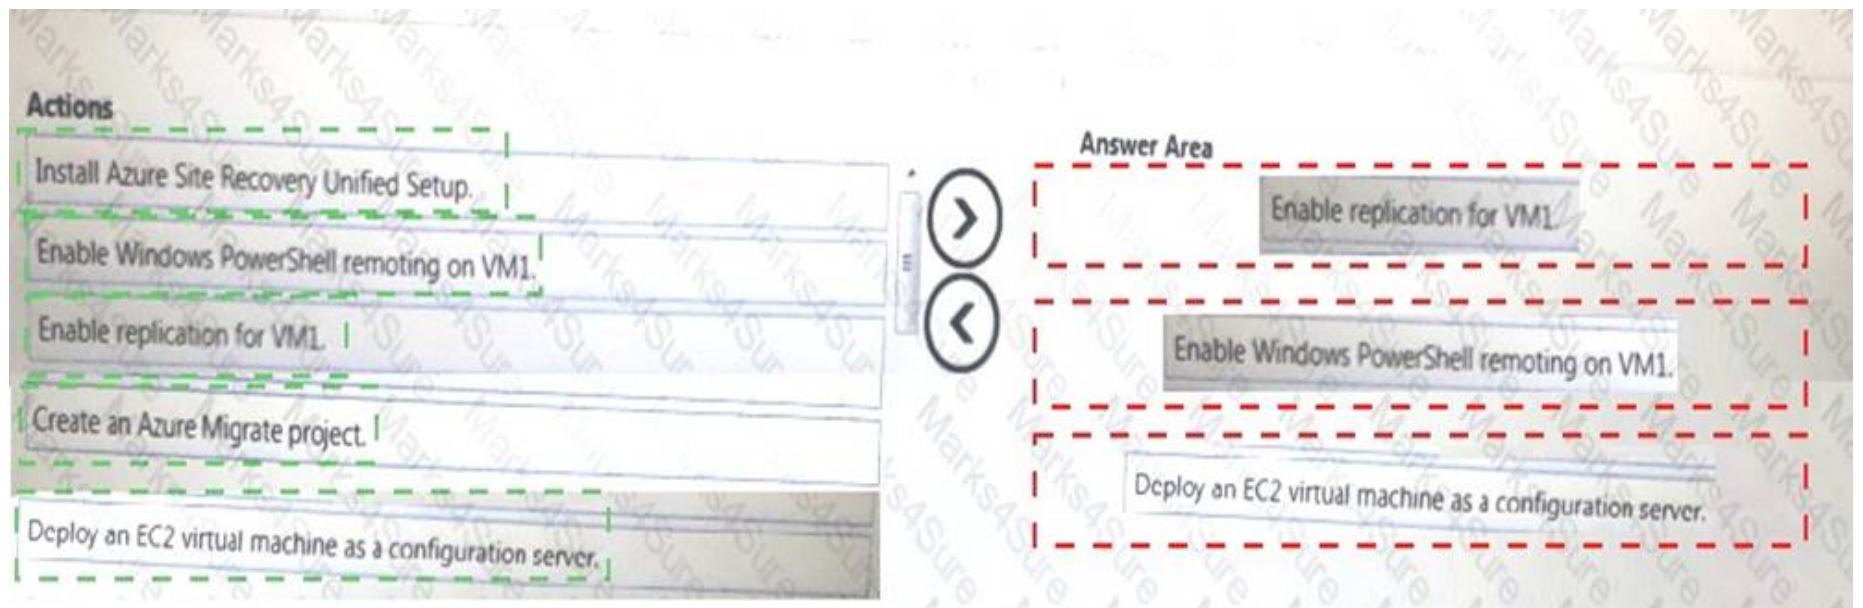 Actions
Install Azure Site Recovery Unified Setup.
Enable Windows PowerShell remoting on VM1.
Enable replication for VM1.
Create an Azure Migrate project.
Deploy an EC2 virtual machine as a configuration server.
Answer Area
Enable replication for VM1.
Enable Windows PowerShell remoting on VM1.
Deploy an EC2 virtual machine as a configuration server.
Marks4Sure